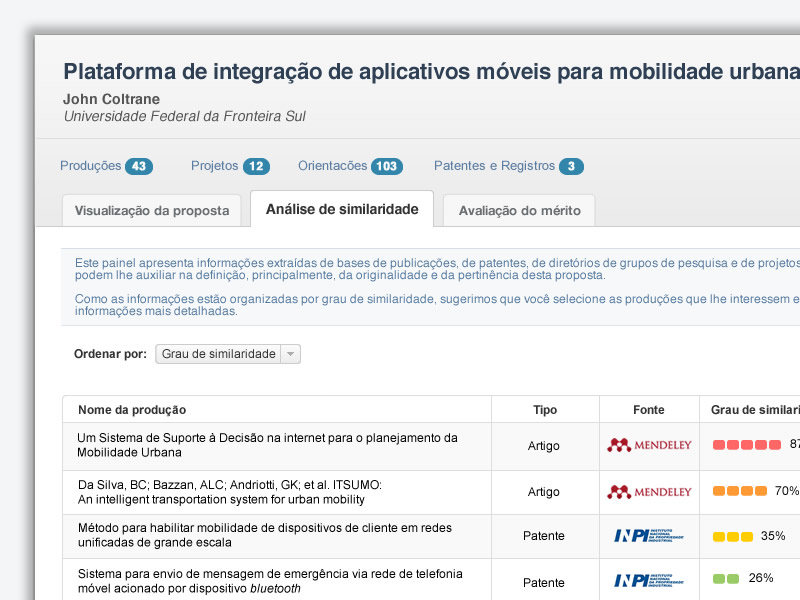 Plataforma de integração de aplicativos móveis para mobilidade urbana
John Coltrane
Universidade Federal da Fronteira Sul
Produções 43 Projetos 12 Orientacões 103 Patentes e Registros 3
Visualização da proposta Análise de similaridade Avaliação do mérito
Este painel apresenta informações extraídas de bases de publicações, de patentes, de diretórios de grupos de pesquisa e de projetos
podem lhe auxiliar na definição, principalmente, da originalidade e da pertinência desta proposta.
Como as informações estão organizadas por grau de similaridade, sugerimos que você selecione as produções que lhe interessem e
informações mais detalhadas.
Ordenar por: Grau de similaridade
Nome da produção Tipo Fonte Grau de similari
Um Sistema de Suporte à Decisão na internet para o planejamento da
Mobilidade Urbana
Artigo MENDELEY 87
Da Silva, BC; Bazzan, ALC; Andriotti, GK; et al. ITSUMO:
An intelligent transportation system for urban mobility
Artigo MENDELEY 70%
Método para habilitar mobilidade de dispositivos de cliente em redes
unificadas de grande escala
Patente INPI INSTITUTO NACIONAL DA PROPRIEDADE INDUSTRIAL 35%
Sistema para envio de mensagem de emergência via rede de telefonia
móvel acionado por dispositivo bluetooth
Patente INPI INSTITUTO NACIONAL DA PROPRIEDADE INDUSTRIAL 26%